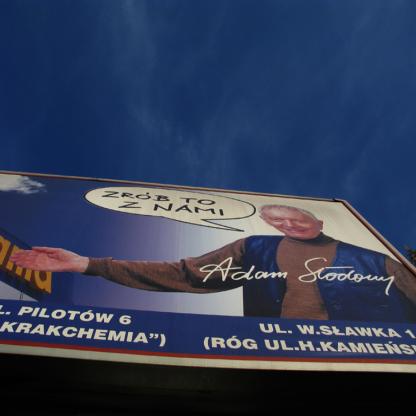 ZRÓB TO
Z NAMI
Adam Słodowy
L. PILOTÓW 6
KRAKCHEMIA")
UL. W.SŁAWKA 1
(RÓG UL.H.KAMIEŃS